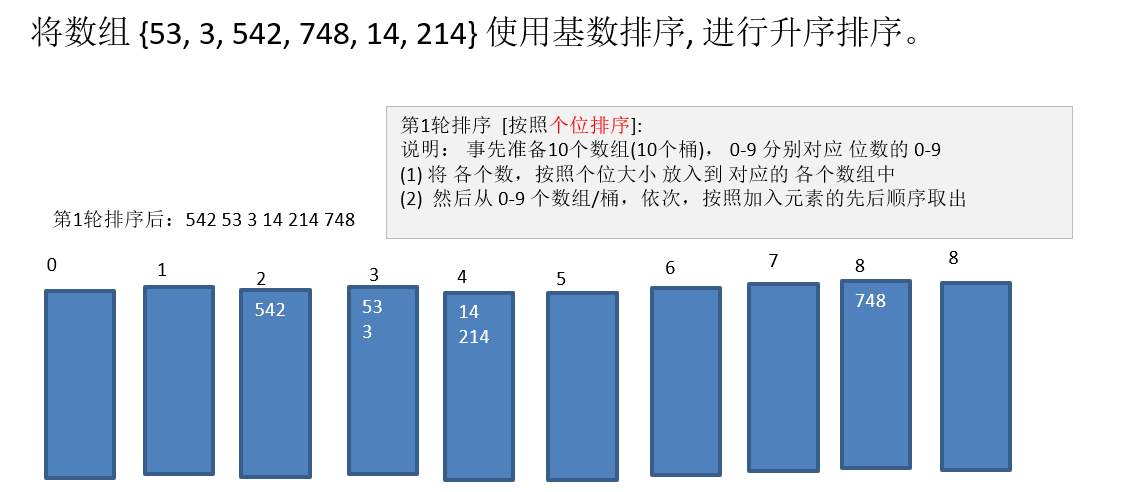 将数组 {53, 3, 542, 748, 14, 214} 使用基数排序, 进行升序排序。
第1轮排序 [按照个位排序]:
说明： 事先准备10个数组(10个桶)， 0-9 分别对应 位数的 0-9
(1) 将 各个数，按照个位大小 放入到 对应的 各个数组中
(2) 然后从 0-9 个数组/桶，依次，按照加入元素的先后顺序取出
第1轮排序后：542 53 3 14 214 748
0 1 2 3 4 5 6 7 8 8
542 53 14 748
3 214